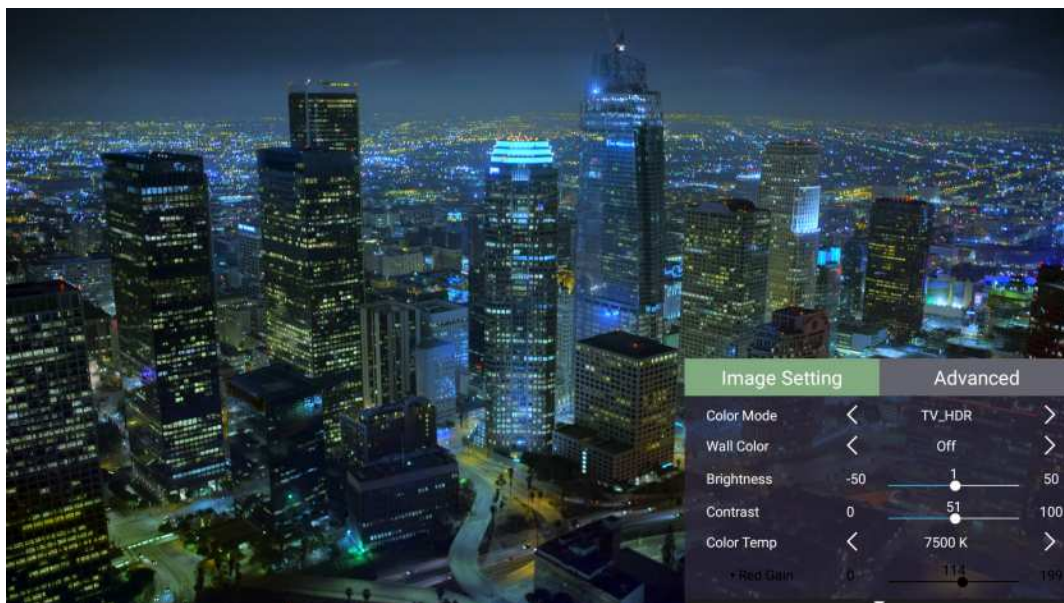 Image Setting Advanced
Color Mode TV_HDR
Wall Color Off
Brightness -50 1 50
Contrast 0 51 100
Color Temp 7500 K
• Red Gain 0 114 199